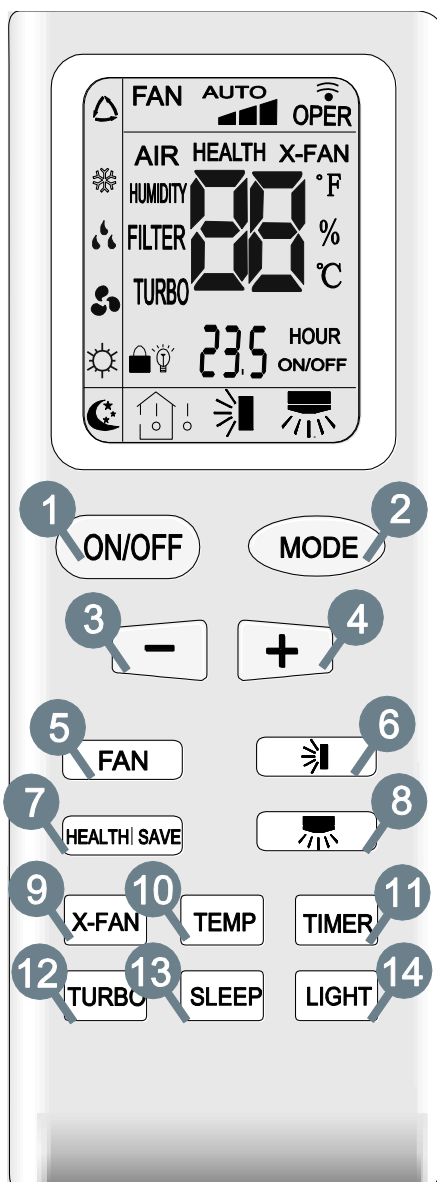 FAN AUTO OPER
AIR HEALTH X-FAN
HUMIDITY 88 °F
FILTER %
TURBO °C
23.5 HOUR
ON/OFF
1 2
ON/OFF MODE
3 4
- +
5 6
FAN
7 8
HEALTH| SAVE
9 10 11
X-FAN TEMP TIMER
12 13 14
TURBO SLEEP LIGHT